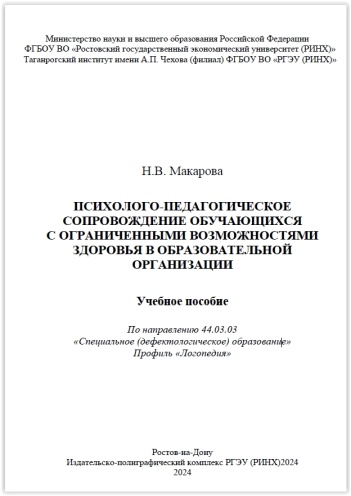 Министерство науки и высшего образования Российской Федерации
ФГБОУ ВО «Ростовский государственный экономический университет (РИНХ)»
Таганрогский институт имени А.П. Чехова (филиал) ФГБОУ ВО «РГЭУ (РИНХ)»
Н.В. Макарова
ПСИХОЛОГО-ПЕДАГОГИЧЕСКОЕ
СОПРОВОЖДЕНИЕ ОБУЧАЮЩИХСЯ
С ОГРАНИЧЕННЫМИ ВОЗМОЖНОСТЯМИ
ЗДОРОВЬЯ В ОБРАЗОВАТЕЛЬНОЙ
ОРГАНИЗАЦИИ
Учебное пособие
По направлению 44.03.03
«Специальное (дефектологическое) образование»
Профиль «Логопедия»
Ростов-на-Дону
Издательско-полиграфический комплекс РГЭУ (РИНХ)2024
2024